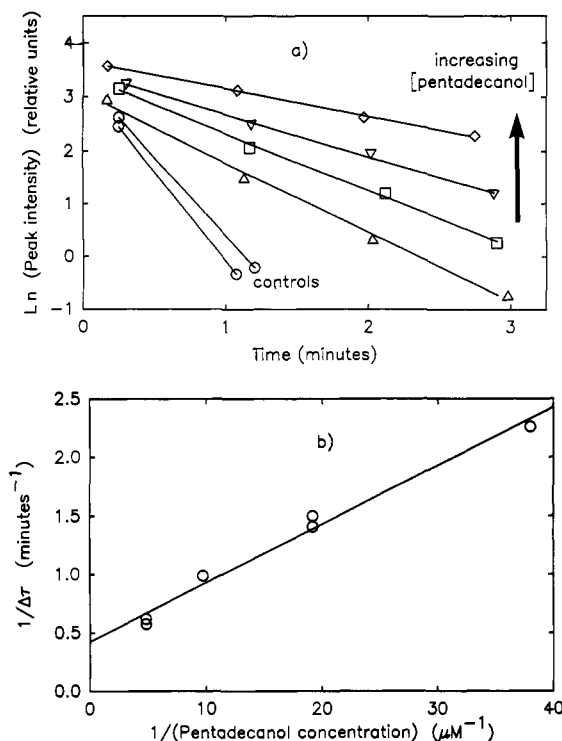 a)
increasing
[pentadecanol]
controls
Ln (Peak intensity) (relative units)
4
3
2
1
0
−1
0 1 2 3
Time (minutes)
b)
1/Δτ (minutes⁻¹)
2.5
2.0
1.5
1.0
0.5
0.0
0 10 20 30 40
1/(Pentadecanol concentration) (μM⁻¹)